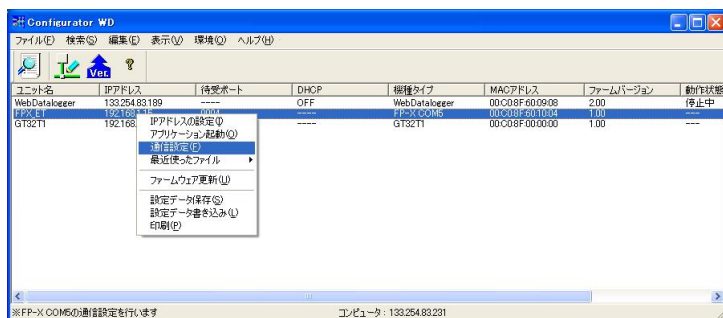 Configurator WD
ファイル(F) 検索(S) 編集(E) 表示(V) 環境(O) ヘルプ(H)
Ver.
ユニット名 IPアドレス 待受ポート DHCP 機種タイプ MACアドレス ファームバージョン 動作状態
WebDatalogger 133.254.83.189 ---- OFF WebDatalogger 00:C0:8F:60:09:08 2.00 停止中
FPX_ET 192.168.1.15 9094 ---- FP-X COM5 00:C0:8F:60:10:04 1.00 ---
GT32T1 192.168. ---- GT32T1 00:C0:8F:00:00:00 1.00 ---
IPアドレスの設定(I)
アプリケーション起動(O)
通信設定(F)
最近使ったファイル
ファームウェア更新(U)
設定データ保存(S)
設定データ書き込み(L)
印刷(P)
※FP-X COM5の通信設定を行います コンピュータ : 133.254.83.231